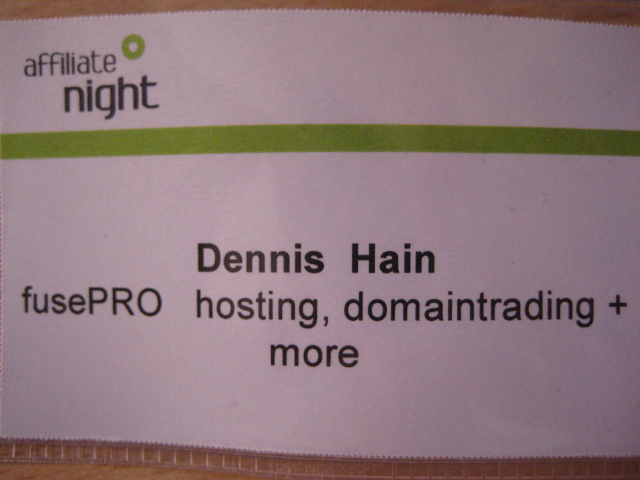 affiliate
night
Dennis Hain
fusePRO hosting, domaintrading +
more